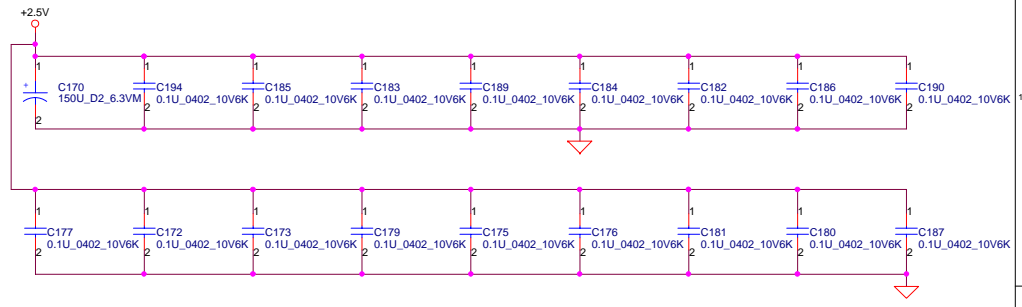 +2.5V
1 1 1 1 1 1 1 1 1
+ C170 C194 C185 C183 C189 C184 C182 C186 C190
150U_D2_6.3VM 0.1U_0402_10V6K 0.1U_0402_10V6K 0.1U_0402_10V6K 0.1U_0402_10V6K 0.1U_0402_10V6K 0.1U_0402_10V6K 0.1U_0402_10V6K 0.1U_0402_10V6K 1
2 2 2 2 2 2 2 2 2
1 1 1 1 1 1 1 1 1
C177 C172 C173 C179 C175 C176 C181 C180 C187
0.1U_0402_10V6K 0.1U_0402_10V6K 0.1U_0402_10V6K 0.1U_0402_10V6K 0.1U_0402_10V6K 0.1U_0402_10V6K 0.1U_0402_10V6K 0.1U_0402_10V6K 0.1U_0402_10V6K
2 2 2 2 2 2 2 2 2